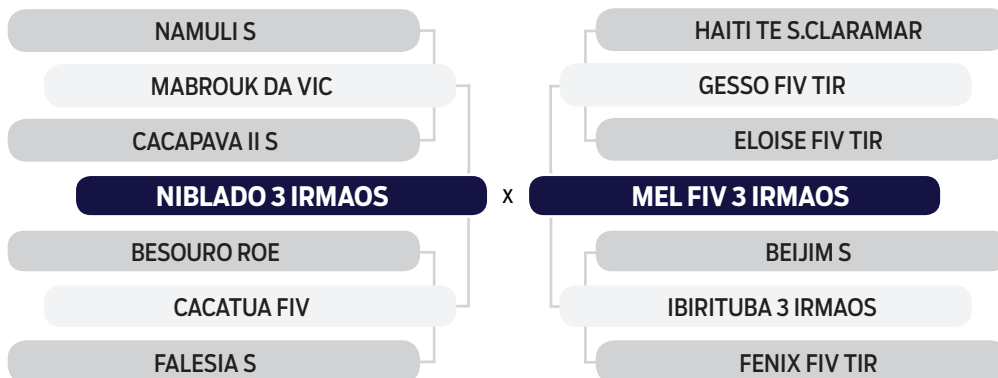 NAMULI S
MABROUK DA VIC
CACAPAVA II S
NIBLADO 3 IRMAOS
BESOURO ROE
CACATUA FIV
FALESIA S
X
HAITI TE S.CLARAMAR
GESSO FIV TIR
ELOISE FIV TIR
MEL FIV 3 IRMAOS
BEIJIM S
IBIRITUBA 3 IRMAOS
FENIX FIV TIR